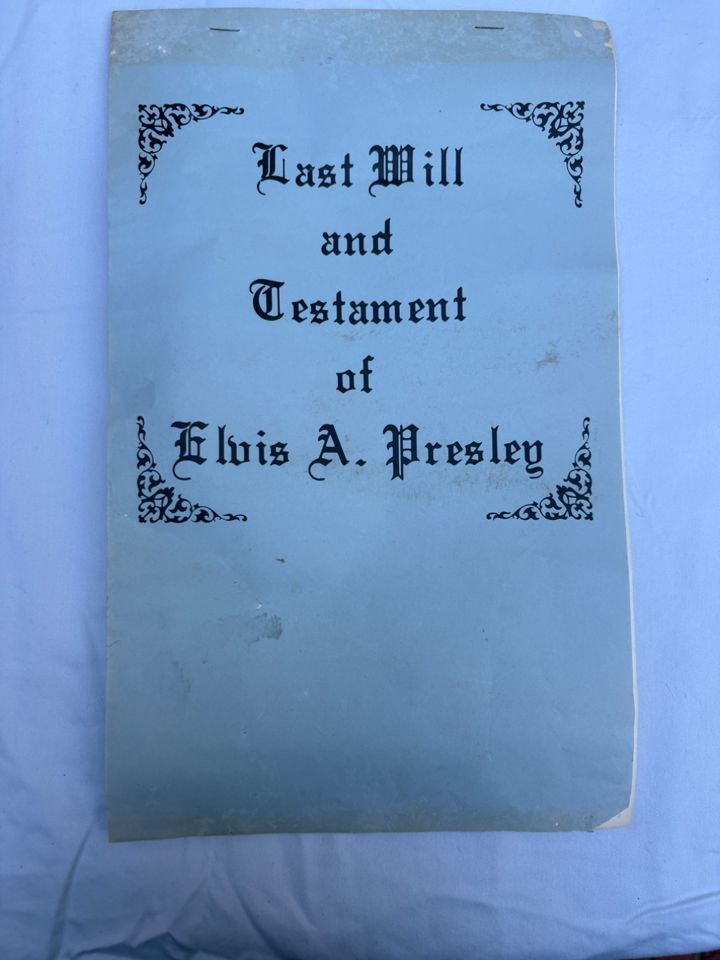 Last Will
and
Testament
of
Elvis A. Presley